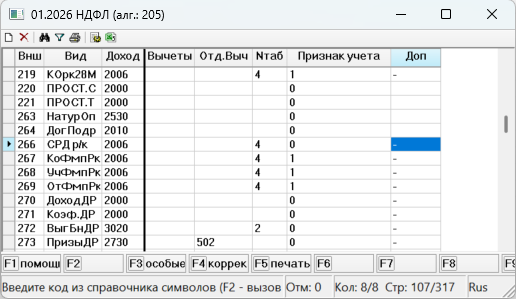 01.2026 НДФЛ (алг.: 205)
Внш Вид Доход Вычеты Отд.Выч Nтаб Признак учета Доп
219 КОрк28М 2006 4 1 -
220 ПРОСТ.С 2000 0
221 ПРОСТ.Т 2000 0
263 НатурОп 2530 0
264 ДогПодр 2010 0
266 СРД р/к 2006 4 0 -
267 КоФмпРк 2006 4 1 -
268 УчФмпРк 2006 4 1 -
269 ОтФмпРк 2006 4 1 -
270 ДоходДР 2000 0 -
271 Коэф.ДР 2000 0 -
272 ВыгБнДР 3020 2 0 -
273 ПризыДР 2730 502 0 -
F1 помощ F2 F3 особые F4 коррек F5 печать F6 F7 F8 F9
Введите код из справочника символов (F2 - вызов Отм: 0 Кол: 8/8 Стр: 107/317 Rus